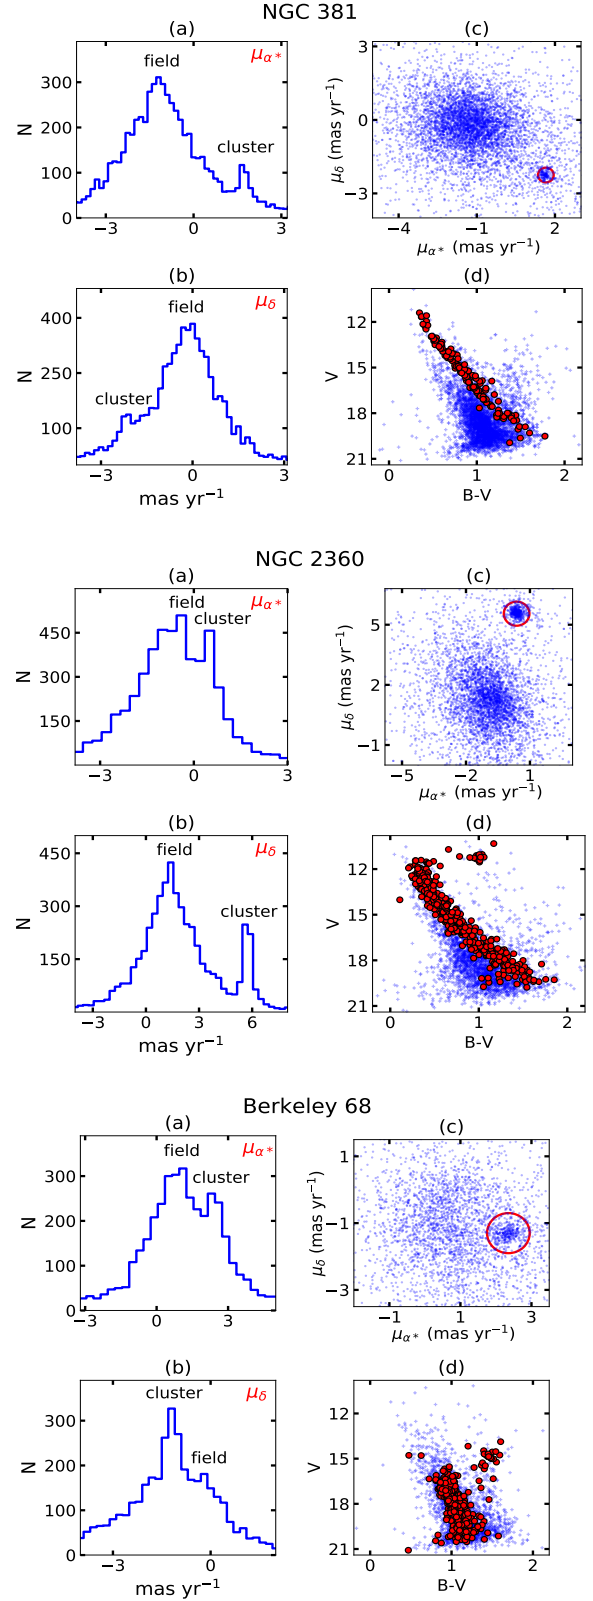 NGC 381
(a)
(c)
field
μα*
cluster
N
300
200
100
0
−3
0
3
μδ (mas yr−1)
3
0
−3
−4
−1
2
μα* (mas yr−1)
(b)
(d)
field
μδ
cluster
N
400
250
100
−3
0
3
mas yr−1
V
12
15
18
21
0
1
2
B-V
NGC 2360
(a)
(c)
field
μα*
cluster
N
450
300
150
−3
0
3
μδ (mas yr−1)
5
2
−1
−5
−2
1
μα* (mas yr−1)
(b)
(d)
field
μδ
cluster
N
450
300
150
−3
0
3
6
mas yr−1
V
12
15
18
21
0
1
2
B-V
Berkeley 68
(a)
(c)
field
μα*
cluster
N
300
200
100
0
−3
0
3
μδ (mas yr−1)
1
−1
−3
−1
1
3
μα* (mas yr−1)
(b)
(d)
cluster
μδ
field
N
300
200
100
0
−3
0
mas yr−1
V
12
15
18
21
0
1
2
B-V